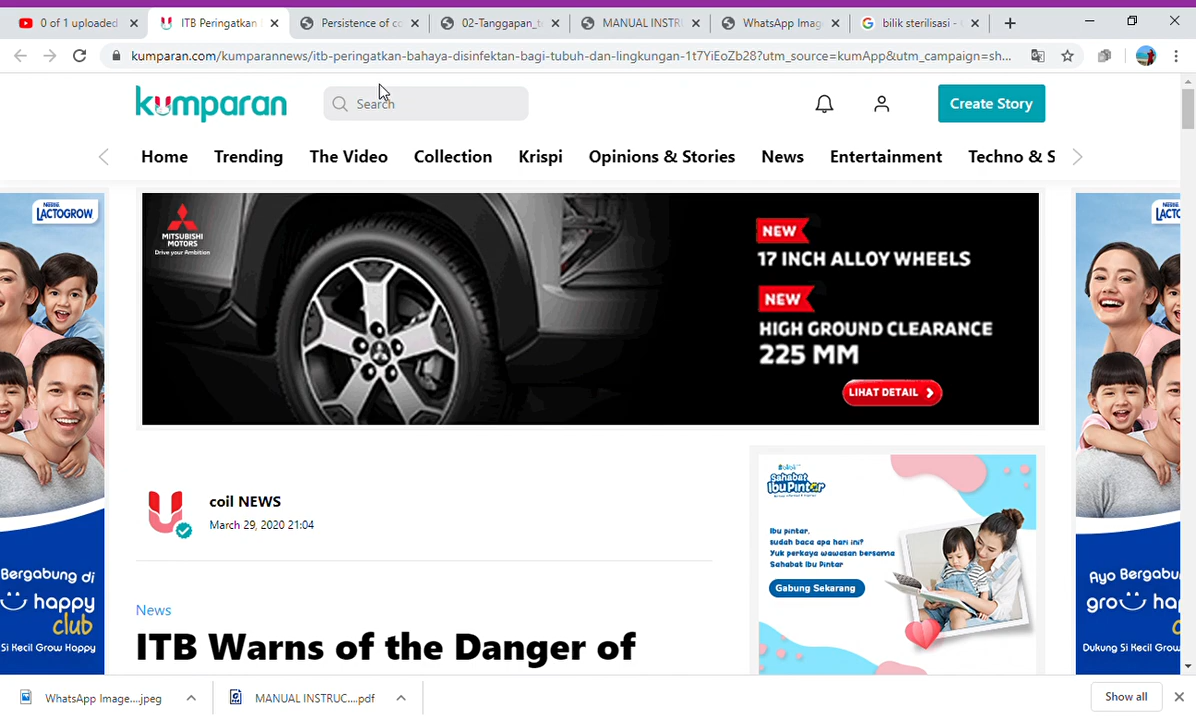 0 of 1 uploaded
ITB Peringatkan
Persistence of co
02-Tanggapan_t
MANUAL INSTRU
WhatsApp Imag
bilik sterilisasi -
kumparan.com/kumparannews/itb-peringatkan-bahaya-disinfektan-bagi-tubuh-dan-lingkungan-1t7YiEoZb28?utm_source=kumApp&utm_campaign=sh...
kumparan
Search
Create Story
Home
Trending
The Video
Collection
Krispi
Opinions & Stories
News
Entertainment
Techno & S
Nestlé
LACTOGROW
MITSUBISHI
MOTORS
Drive your Ambition
NEW
17 INCH ALLOY WHEELS
NEW
HIGH GROUND CLEARANCE
225 MM
LIHAT DETAIL
Nestlé
LACT
coil NEWS
March 29, 2020 21:04
News
ITB Warns of the Danger of
Sahabat
Ibu Pintar
Ibu pintar,
sudah baca apa hari ini?
Yuk perkaya wawasan bersama
Sahabat Ibu Pintar
Gabung Sekarang
Bergabung di
happy
club
Si Kecil Grow Happy
Ayo Bergabu
grow hap
Dukung Si Kecil Grow
WhatsApp Image....jpeg
MANUAL INSTRUC....pdf
Show all